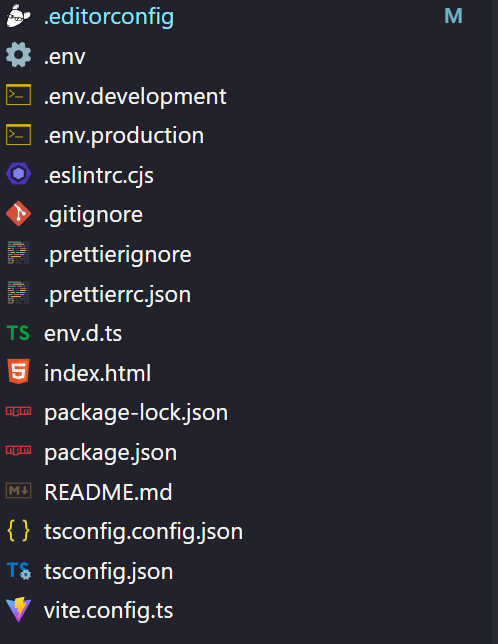 .editorconfig M
.env
.env.development
.env.production
.eslintrc.cjs
.gitignore
.prettierignore
.prettierrc.json
TS env.d.ts
index.html
package-lock.json
package.json
README.md
{ } tsconfig.config.json
TS tsconfig.json
vite.config.ts